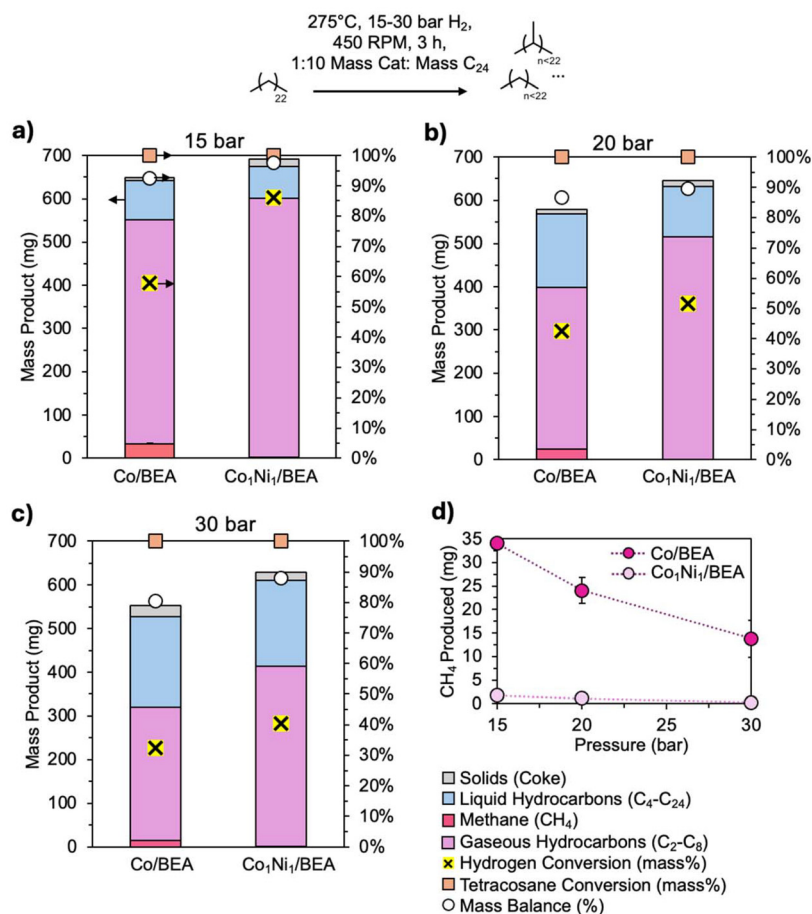 275°C, 15-30 bar H₂,
450 RPM, 3 h,
1:10 Mass Cat: Mass C₂₄
22
n<22
n<22
...
a)
15 bar
Mass Product (mg)
700
600
500
400
300
200
100
0
100%
90%
80%
70%
60%
50%
40%
30%
20%
10%
0%
Co/BEA
Co₁Ni₁/BEA
b)
20 bar
Mass Product (mg)
700
600
500
400
300
200
100
0
100%
90%
80%
70%
60%
50%
40%
30%
20%
10%
0%
Co/BEA
Co₁Ni₁/BEA
c)
30 bar
Mass Product (mg)
700
600
500
400
300
200
100
0
100%
90%
80%
70%
60%
50%
40%
30%
20%
10%
0%
Co/BEA
Co₁Ni₁/BEA
d)
CH₄ Produced (mg)
35
30
25
20
15
10
5
0
Co/BEA
Co₁Ni₁/BEA
15
20
25
30
Pressure (bar)
Solids (Coke)
Liquid Hydrocarbons (C₄-C₂₄)
Methane (CH₄)
Gaseous Hydrocarbons (C₂-C₈)
Hydrogen Conversion (mass%)
Tetracosane Conversion (mass%)
Mass Balance (%)